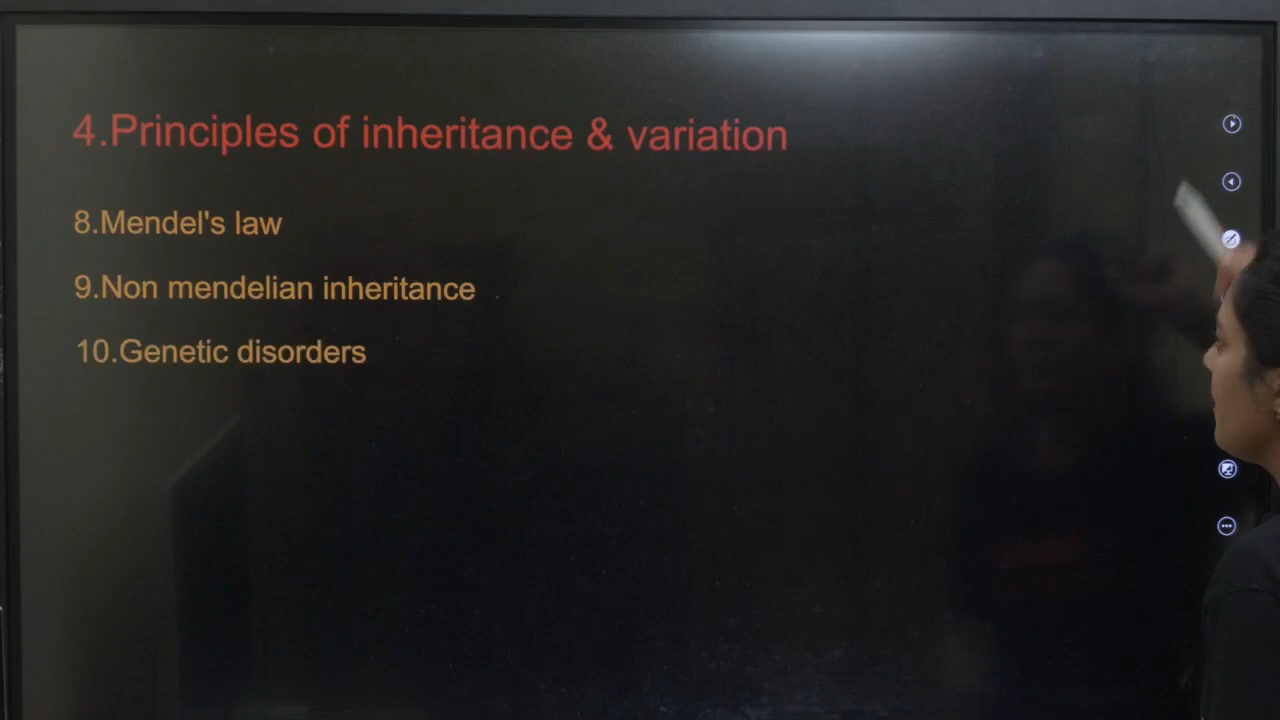 4.Principles of inheritance & variation
8.Mendel's law
9.Non mendelian inheritance
10.Genetic disorders